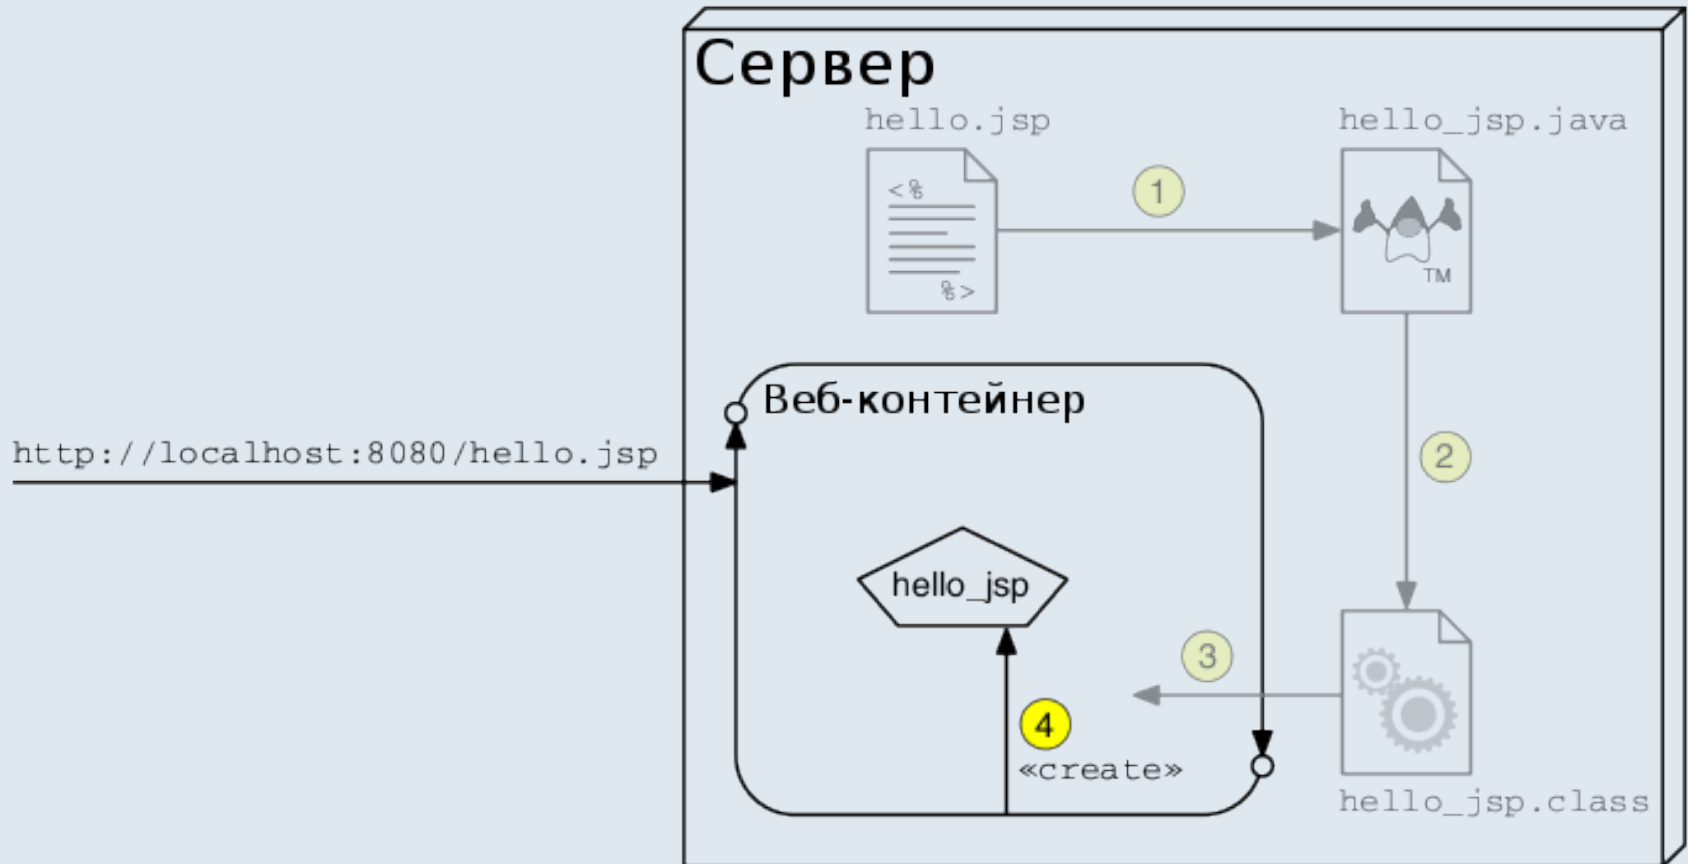 Сервер
hello.jsp
hello_jsp.java
<%
1
%>
TM
Веб-контейнер
http://localhost:8080/hello.jsp
2
hello_jsp
3
4
«create»
hello_jsp.class